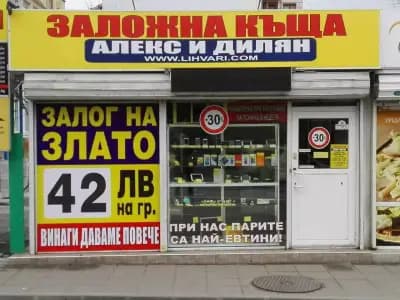 ЗАЛОЖНА КЪЩА
АЛЕКС И ДИЛЯН
WWW.LIHVARI.COM
ЗАЛОГ НА
ЗЛАТО
42 ЛВ
на гр.
ВИНАГИ ДАВАМЕ ПОВЕЧЕ
-30
-30
ПРИ НАС ПАРИТЕ
СА НАЙ-ЕВТИНИ!